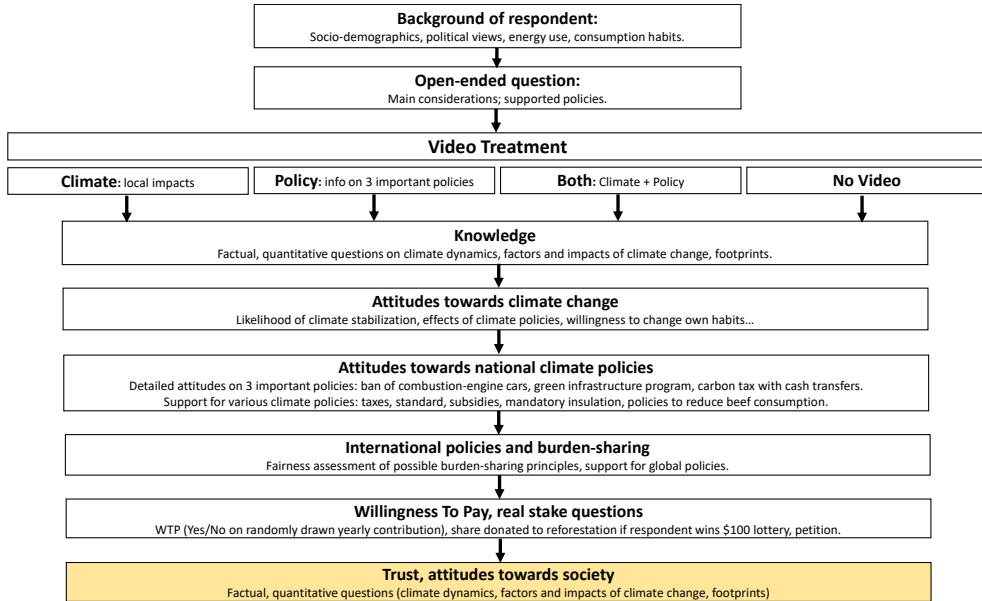 Background of respondent:
Socio-demographics, political views, energy use, consumption habits.
Open-ended question:
Main considerations; supported policies.
Video Treatment
Climate: local impacts
Policy: info on 3 important policies
Both: Climate + Policy
No Video
Knowledge
Factual, quantitative questions on climate dynamics, factors and impacts of climate change, footprints.
Attitudes towards climate change
Likelihood of climate stabilization, effects of climate policies, willingness to change own habits…
Attitudes towards national climate policies
Detailed attitudes on 3 important policies: ban of combustion-engine cars, green infrastructure program, carbon tax with cash transfers.
Support for various climate policies: taxes, standard, subsidies, mandatory insulation, policies to reduce beef consumption.
International policies and burden-sharing
Fairness assessment of possible burden-sharing principles, support for global policies.
Willingness To Pay, real stake questions
WTP (Yes/No on randomly drawn yearly contribution), share donated to reforestation if respondent wins $100 lottery, petition.
Trust, attitudes towards society
Factual, quantitative questions (climate dynamics, factors and impacts of climate change, footprints)